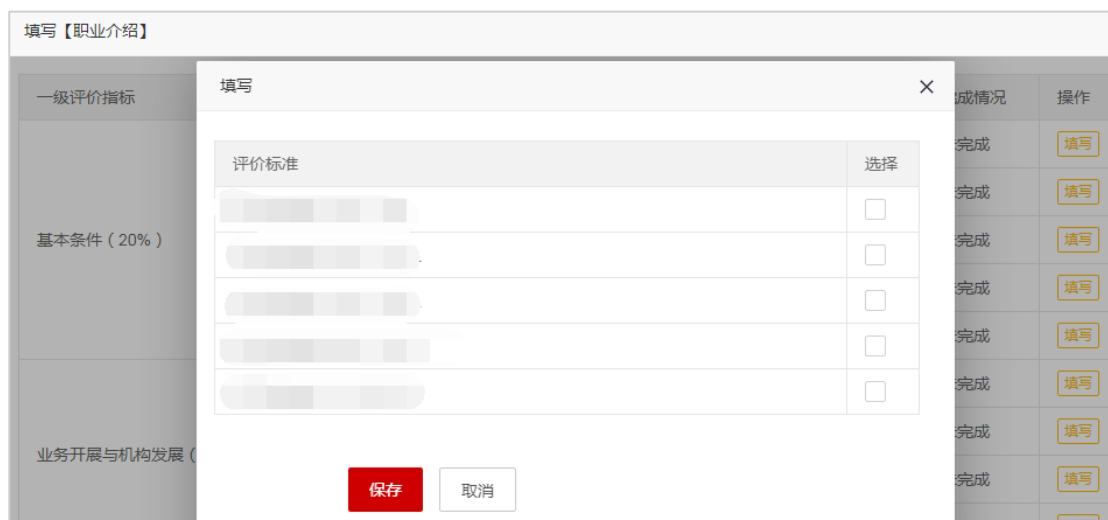 填写【职业介绍】
填写
一级评价指标
成情况
操作
评价标准
选择
完成
填写
完成
填写
基本条件（20%）
完成
填写
完成
填写
完成
填写
完成
填写
完成
填写
业务开展与机构发展（
完成
填写
保存
取消